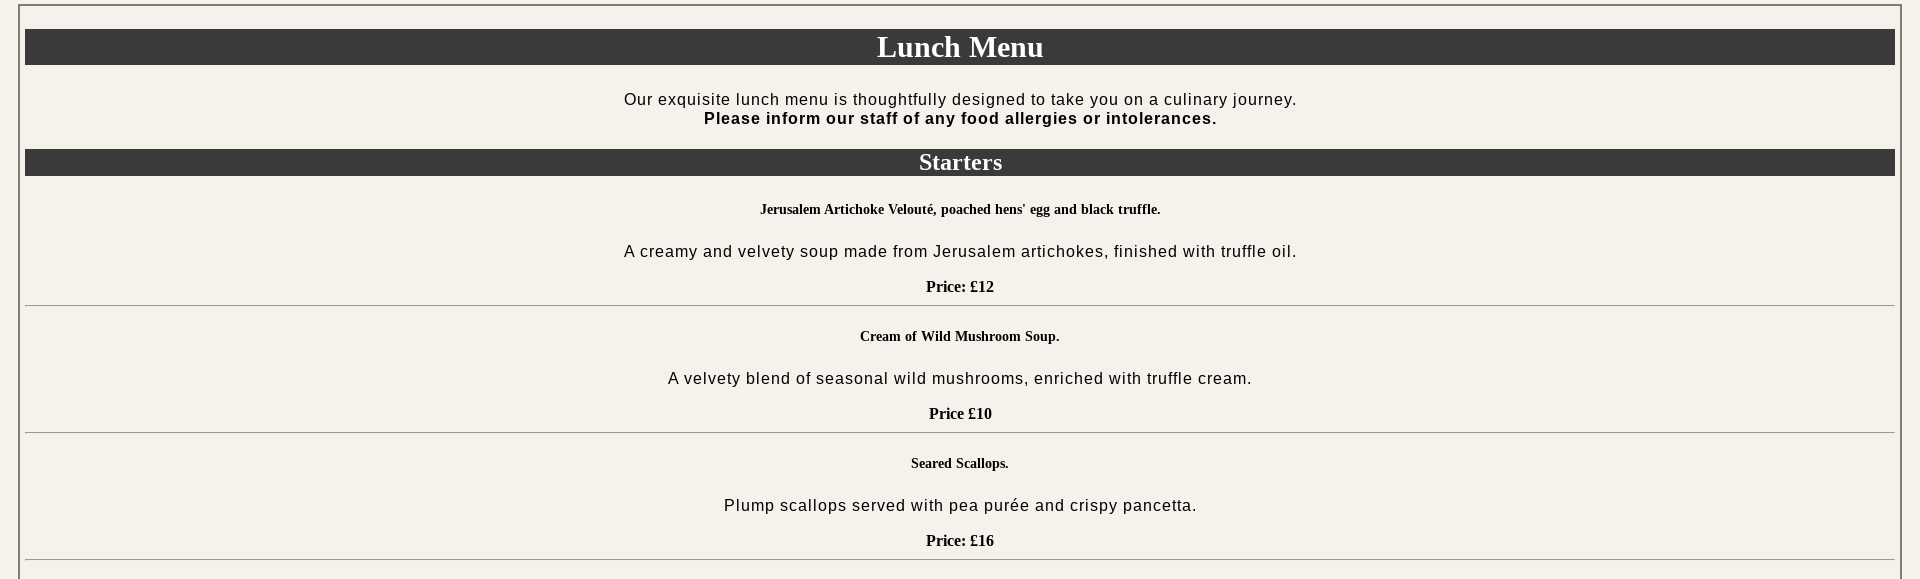 Lunch Menu
Our exquisite lunch menu is thoughtfully designed to take you on a culinary journey.
Please inform our staff of any food allergies or intolerances.
Starters
Jerusalem Artichoke Velouté, poached hens' egg and black truffle.
A creamy and velvety soup made from Jerusalem artichokes, finished with truffle oil.
Price: £12
Cream of Wild Mushroom Soup.
A velvety blend of seasonal wild mushrooms, enriched with truffle cream.
Price £10
Seared Scallops.
Plump scallops served with pea purée and crispy pancetta.
Price: £16